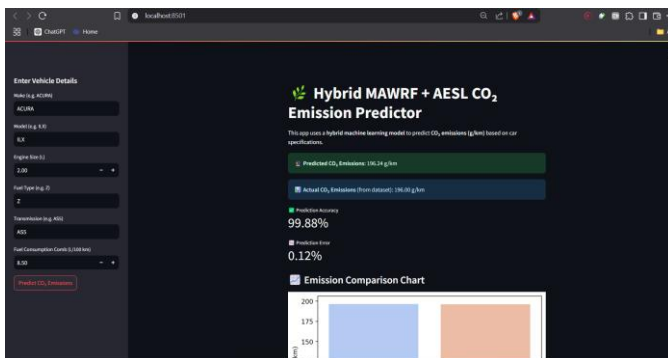 localhost:8501
ChatGPT
Home
Enter Vehicle Details
Make (e.g. ACURA)
ACURA
Model (e.g. ILX)
ILX
Engine Size (L)
2.00
- +
Fuel Type (e.g. Z)
Z
Transmission (e.g. AS5)
AS5
Fuel Consumption Comb (L/100 km)
8.50
- +
Predict CO₂ Emissions
Hybrid MAWRF + AESL CO₂
Emission Predictor
This app uses a hybrid machine learning model to predict CO₂ emissions (g/km) based on car
specifications.
Predicted CO₂ Emissions: 196.24 g/km
Actual CO₂ Emissions (from dataset): 196.00 g/km
Prediction Accuracy
99.88%
Prediction Error
0.12%
Emission Comparison Chart
200
175
150
km)